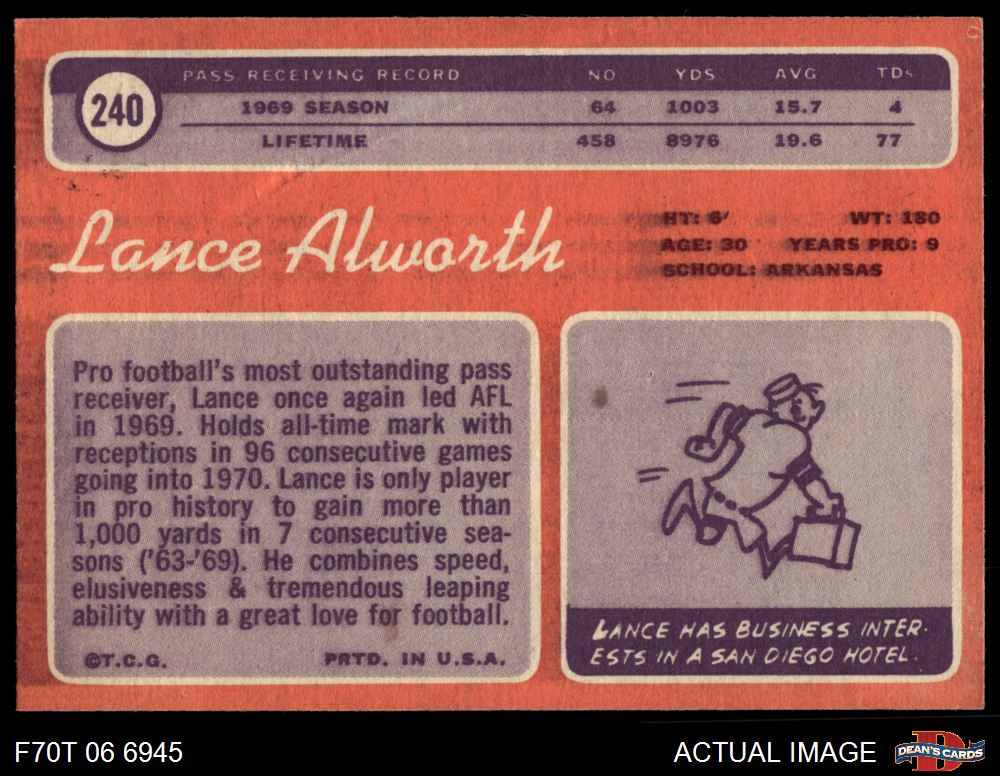 240
PASS RECEIVING RECORD NO YDS. AVG TDs
1969 SEASON 64 1003 15.7 4
LIFETIME 458 8976 19.6 77
Lance Alworth
HT: 6' WT: 180
AGE: 30 YEARS PRO: 9
SCHOOL: ARKANSAS
Pro football's most outstanding pass
receiver, Lance once again led AFL
in 1969. Holds all-time mark with
receptions in 96 consecutive games
going into 1970. Lance is only player
in pro history to gain more than
1,000 yards in 7 consecutive sea-
sons ('63-'69). He combines speed,
elusiveness & tremendous leaping
ability with a great love for football.
©T.C.G. PRTD. IN U.S.A.
LANCE HAS BUSINESS INTER-
ESTS IN A SAN DIEGO HOTEL.
F70T 06 6945 ACTUAL IMAGE D DEAN'S CARDS